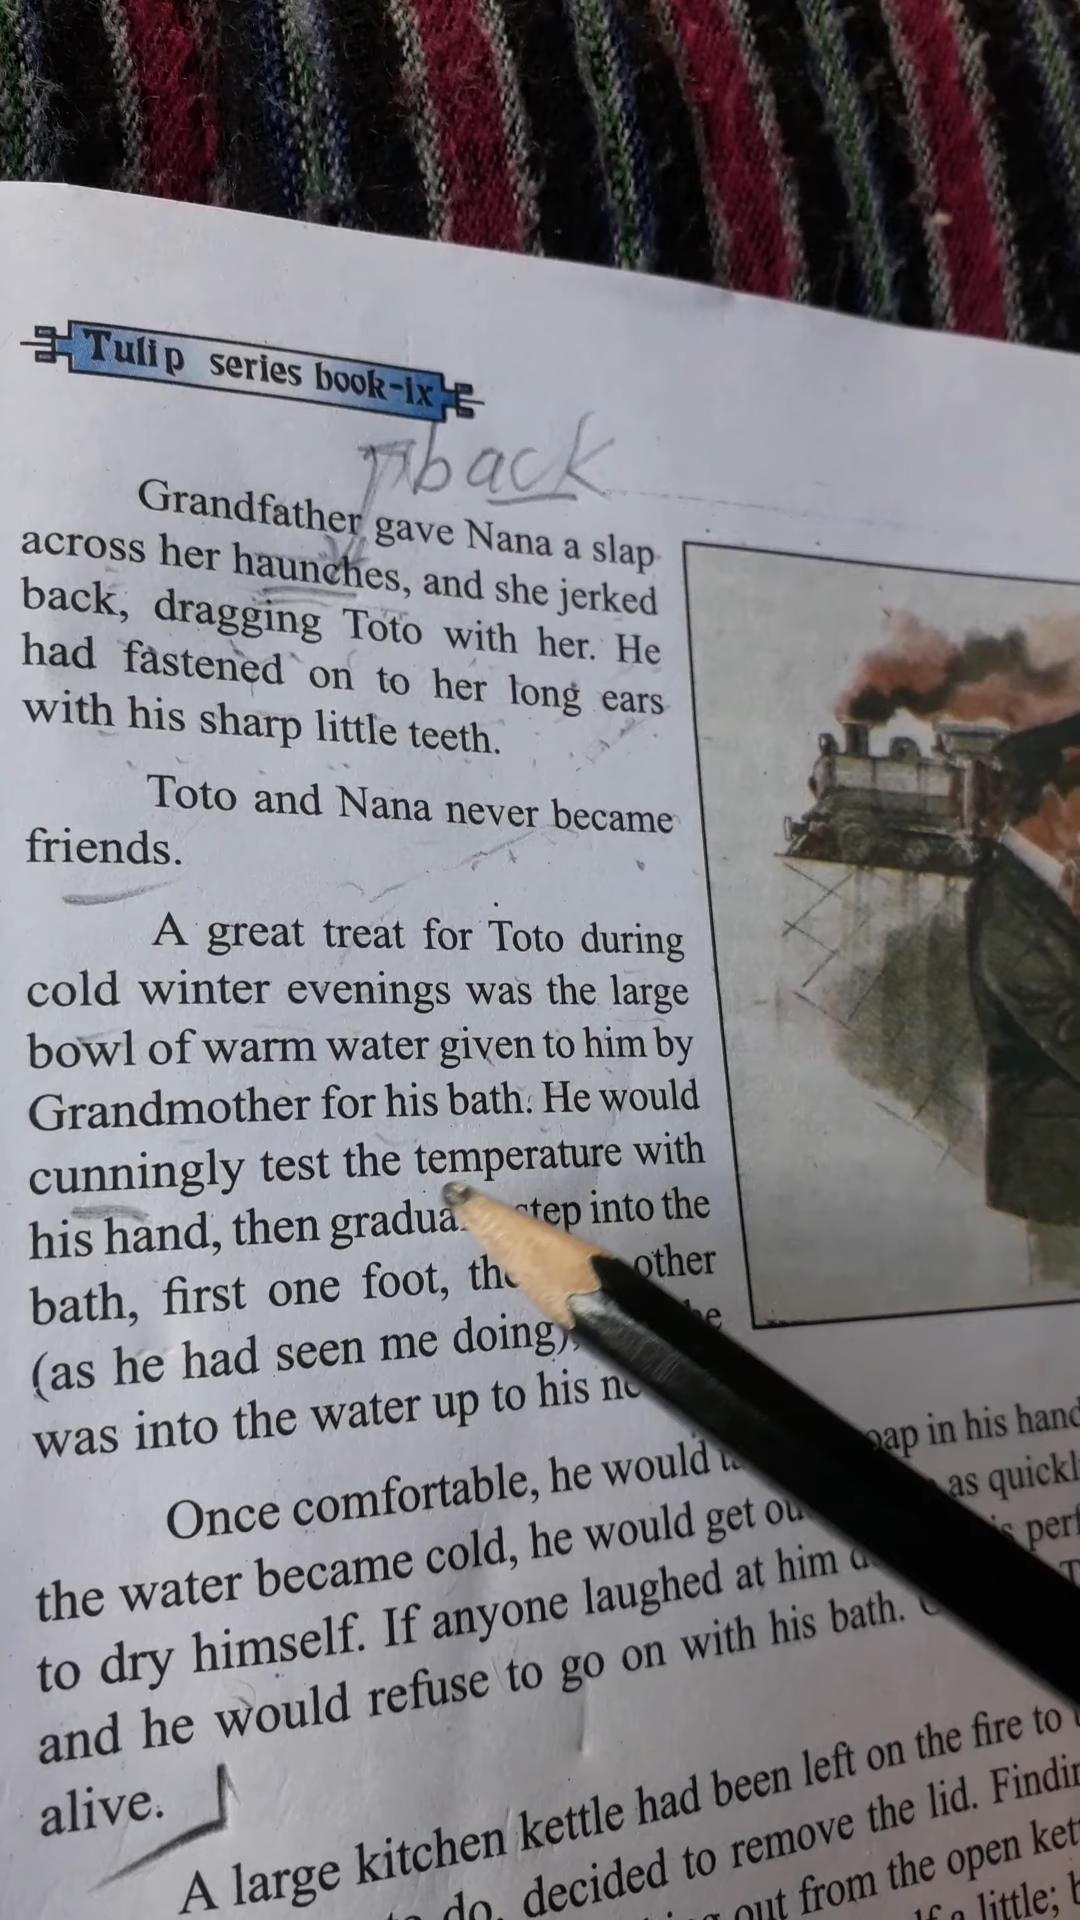 Tulip series book-ix
back
Grandfather gave Nana a slap
across her haunches, and she jerked
back, dragging Toto with her. He
had fastened on to her long ears
with his sharp little teeth.
Toto and Nana never became
friends.
A great treat for Toto during
cold winter evenings was the large
bowl of warm water given to him by
Grandmother for his bath. He would
cunningly test the temperature with
his hand, then step into the
bath, first one foot, other
(as he had seen me doing)
was into the water up to his
Once comfortable, he would in his hand
the water became cold, he would get as
to dry himself. If anyone laughed at him
and he would refuse to go on with his bath.
alive.
A large kitchen kettle had been left on the fire to
do, decided to remove the lid.
out from the open
little;